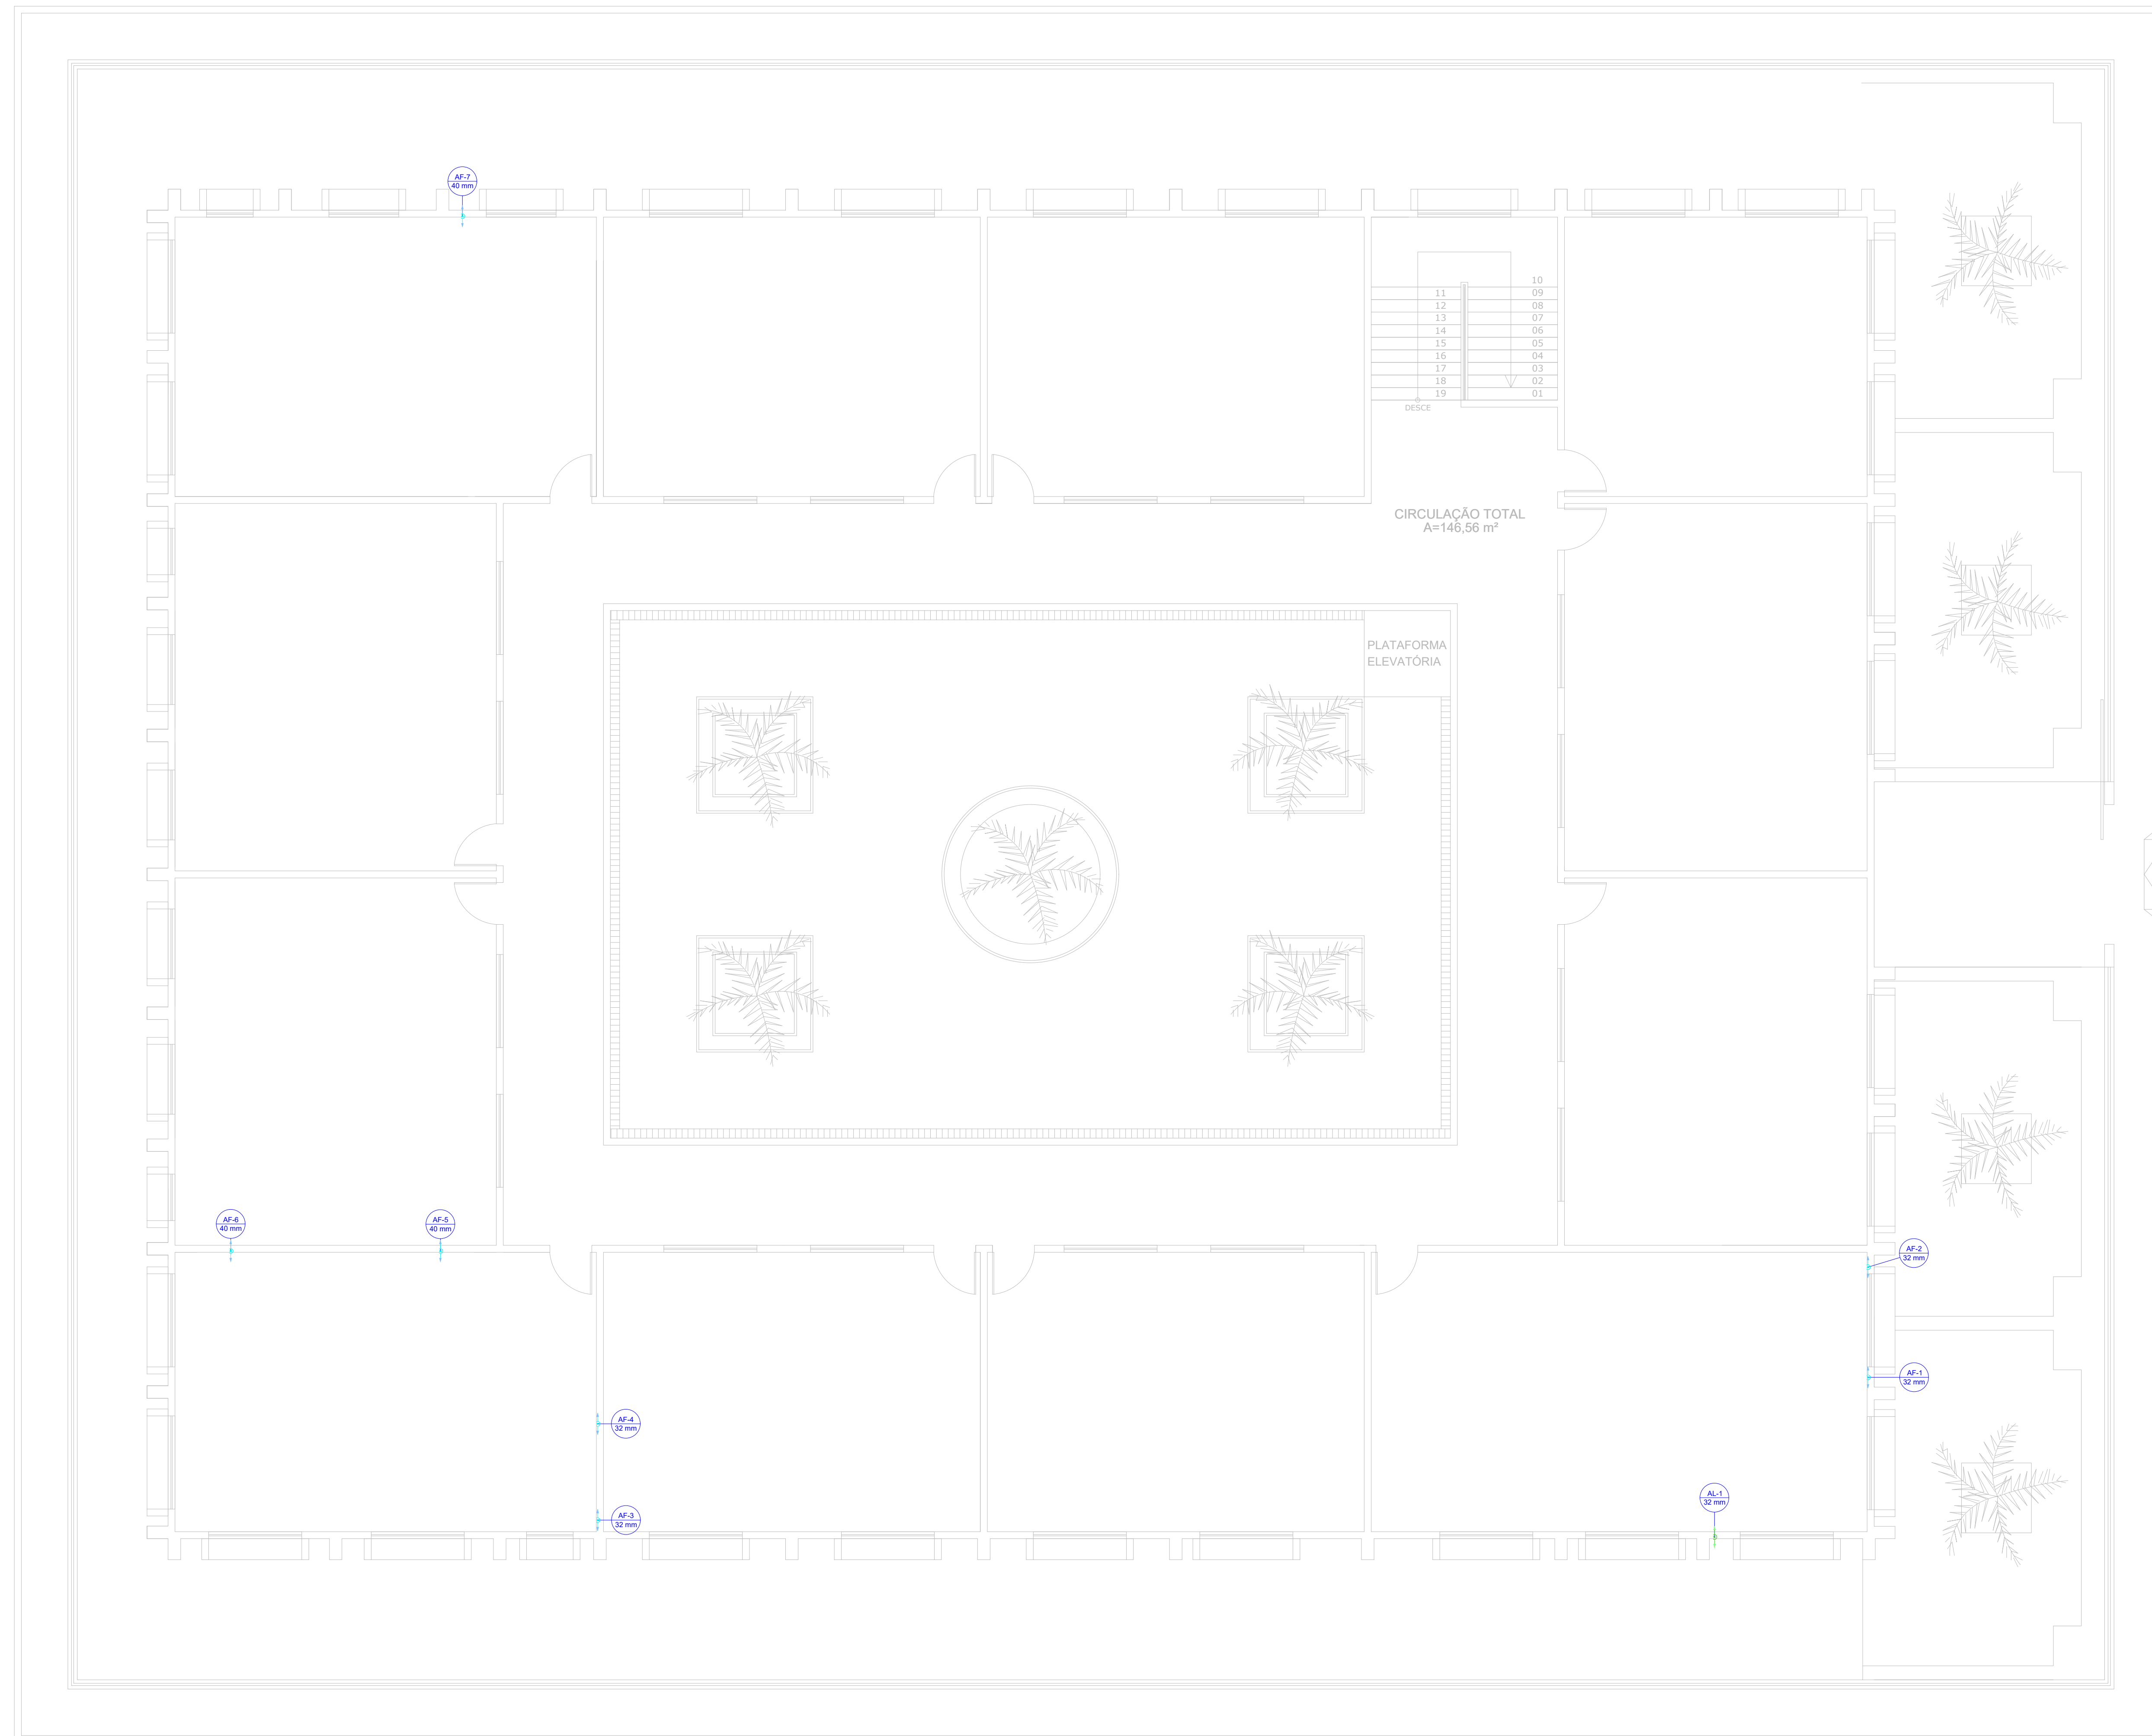 AF-7
40 mm
10
11 09
12 08
13 07
14 06
15 05
16 04
17 03
18 02
19 01
DESCE
CIRCULAÇÃO TOTAL
A=146,56 m²
PLATAFORMA
ELEVATÓRIA
AF-6
40 mm
AF-5
40 mm
AF-2
32 mm
AF-1
32 mm
AF-4
32 mm
AL-1
32 mm
AF-3
32 mm